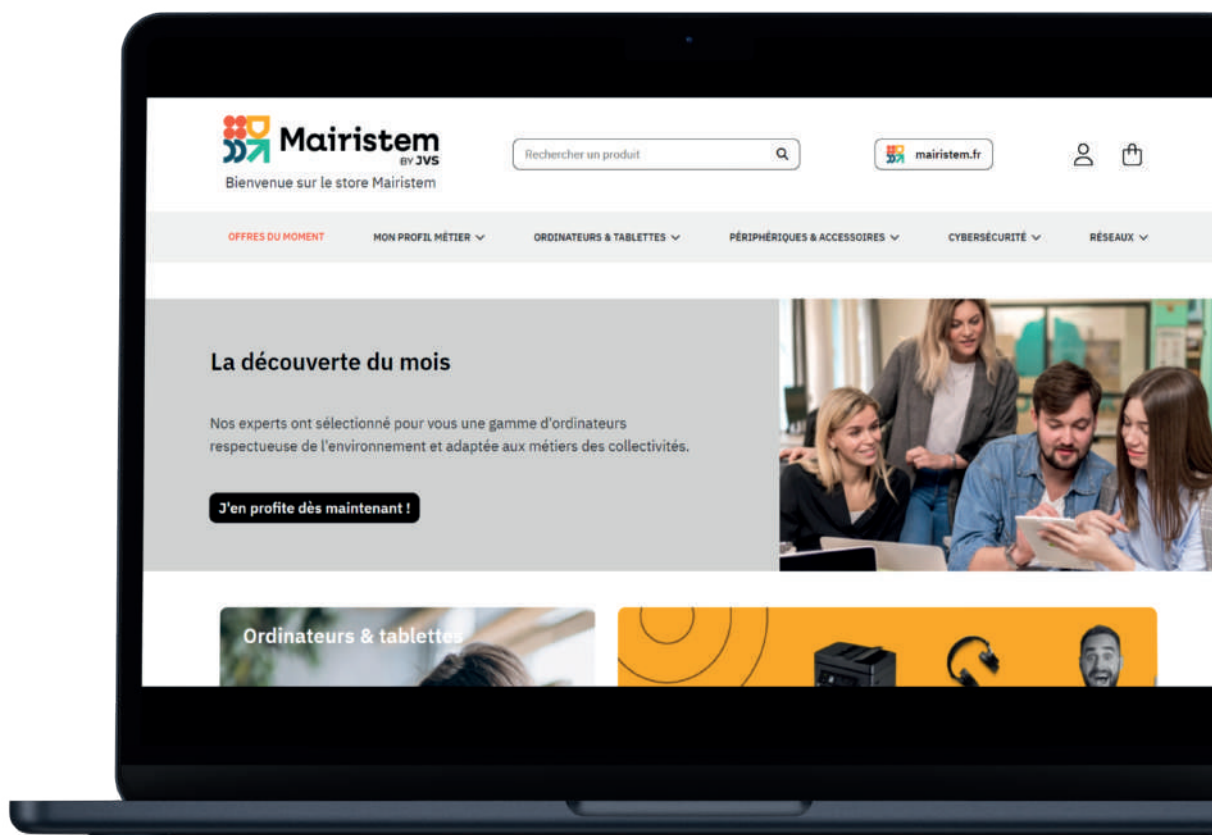 Mairistem
BY JVS
Bienvenue sur le store Mairistem
Rechercher un produit
mairistem.fr
OFFRES DU MOMENT
MON PROFIL MÉTIER
ORDINATEURS & TABLETTES
PÉRIPHÉRIQUES & ACCESSOIRES
CYBERSÉCURITÉ
RÉSEAUX
La découverte du mois
Nos experts ont sélectionné pour vous une gamme d'ordinateurs
respectueuse de l'environnement et adaptée aux métiers des collectivités.
J'en profite dès maintenant !
Ordinateurs & tablettes